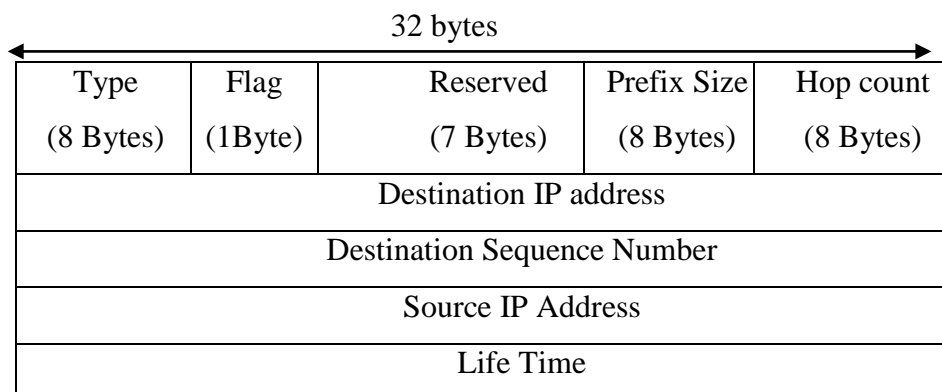 32 bytes
Type Flag Reserved Prefix Size Hop count
(8 Bytes) (1Byte) (7 Bytes) (8 Bytes) (8 Bytes)
Destination IP address
Destination Sequence Number
Source IP Address
Life Time